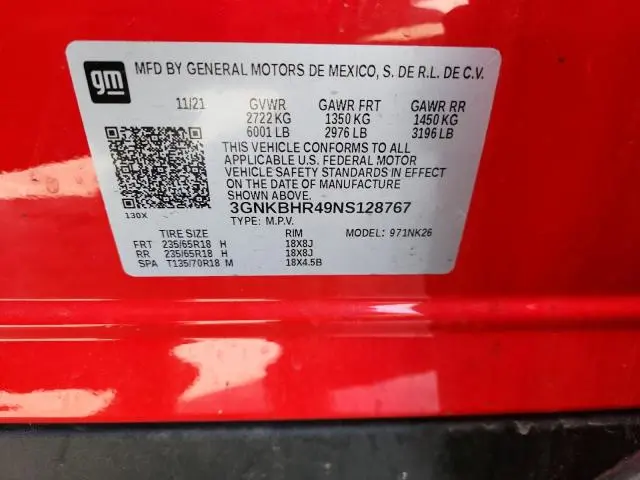 gm
MFD BY GENERAL MOTORS DE MEXICO, S. DE R.L. DE C.V.
11/21 GVWR GAWR FRT GAWR RR
2722 KG 1350 KG 1450 KG
6001 LB 2976 LB 3196 LB
THIS VEHICLE CONFORMS TO ALL
APPLICABLE U.S. FEDERAL MOTOR
VEHICLE SAFETY STANDARDS IN EFFECT
ON THE DATE OF MANUFACTURE
SHOWN ABOVE.
130X 3GNKBHR49NS128767
TYPE: M.P.V.
TIRE SIZE RIM MODEL: 971NK26
FRT 235/65R18 H 18X8J
RR 235/65R18 H 18X8J
SPA T135/70R18 M 18X4.5B